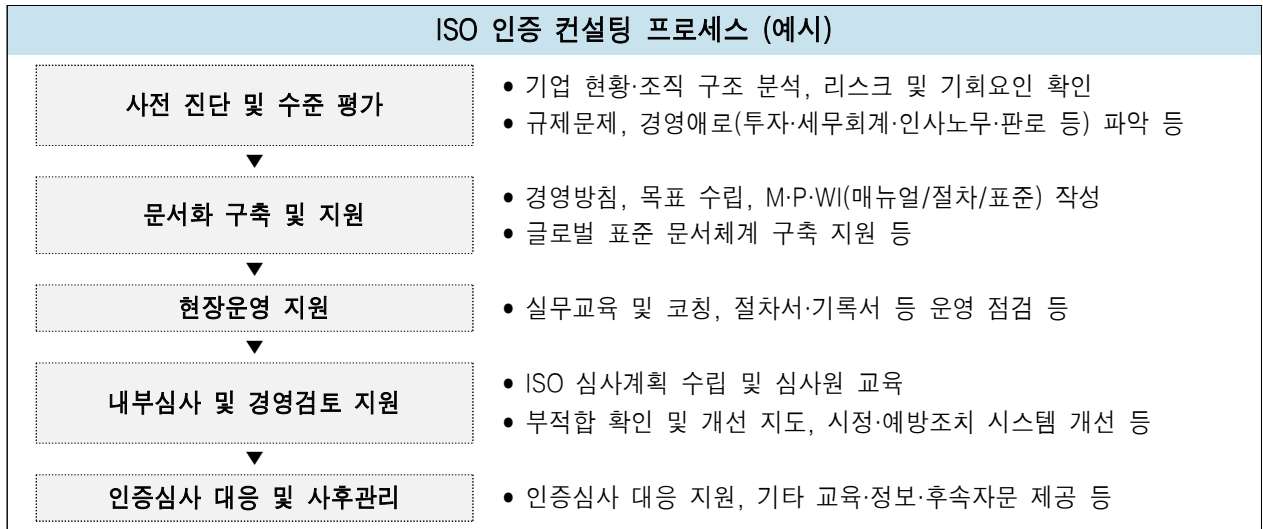 ISO 인증 컨설팅 프로세스 (예시)
사전 진단 및 수준 평가
• 기업 현황·조직 구조 분석, 리스크 및 기회요인 확인
• 규제문제, 경영애로(투자·세무회계·인사노무·판로 등) 파악 등
▼
문서화 구축 및 지원
• 경영방침, 목표 수립, M·P·WI(매뉴얼/절차/표준) 작성
• 글로벌 표준 문서체계 구축 지원 등
▼
현장운영 지원
• 실무교육 및 코칭, 절차서·기록서 등 운영 점검 등
▼
내부심사 및 경영검토 지원
• ISO 심사계획 수립 및 심사원 교육
• 부적합 확인 및 개선 지도, 시정·예방조치 시스템 개선 등
▼
인증심사 대응 및 사후관리
• 인증심사 대응 지원, 기타 교육·정보·후속자문 제공 등